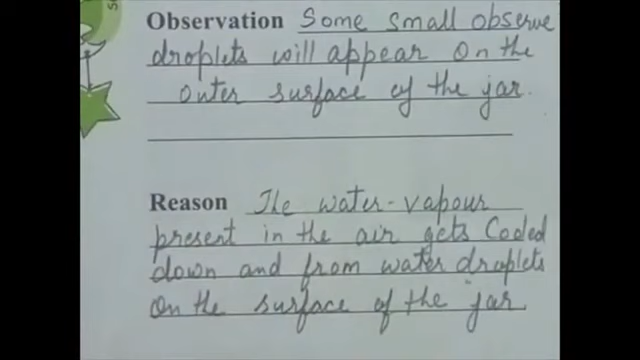 Observation Some small observe
droplets will appear on the
outer surface of the jar.
Reason The water-vapour
present in the air gets Cooled
down and from water droplets
on the surface of the jar